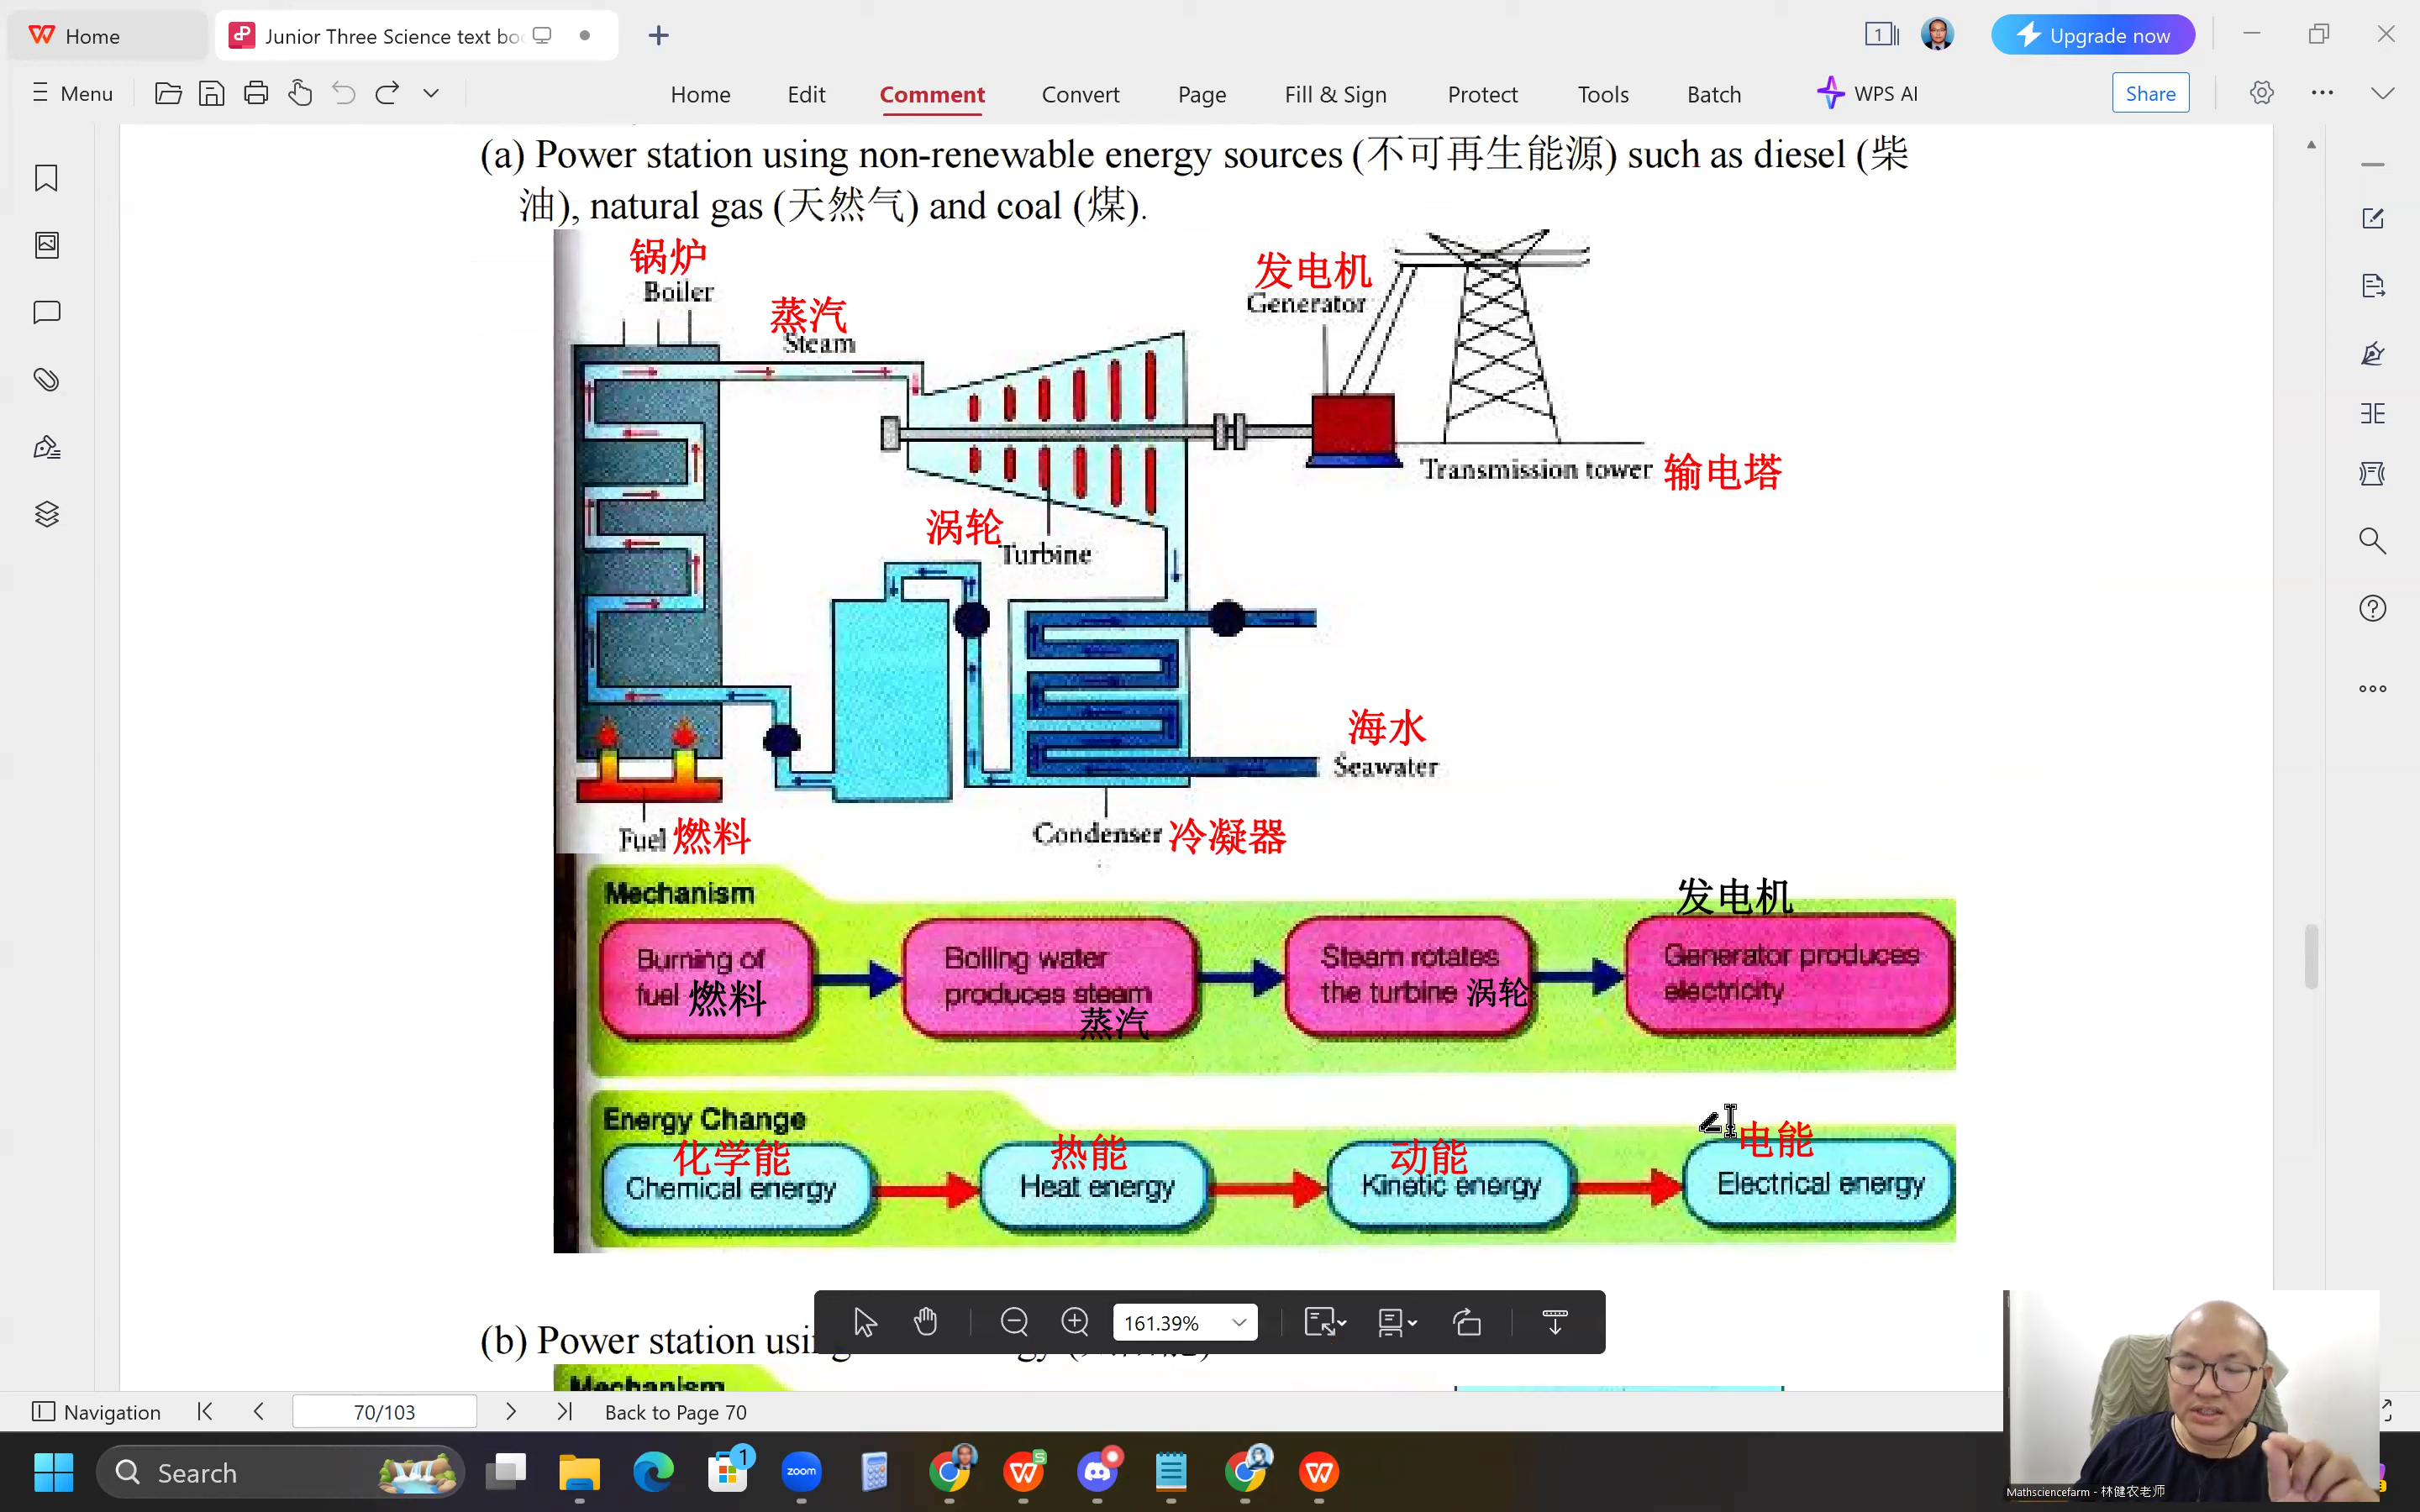 Home
Junior Three Science text boo
1
Upgrade now
Menu
Home
Edit
Comment
Convert
Page
Fill & Sign
Protect
Tools
Batch
WPS AI
Share
(a) Power station using non-renewable energy sources (不可再生能源) such as diesel (柴
油), natural gas (天然气) and coal (煤).
锅炉
Boiler
蒸汽
Steam
发电机
Generator
Transmission tower 输电塔
涡轮
Turbine
海水
Seawater
Fuel 燃料
Condenser 冷凝器
Mechanism
发电机
Burning of
fuel 燃料
Boiling water
produces steam
蒸汽
Steam rotates
the turbine 涡轮
Generator produces
electricity
Energy Change
化学能
Chemical energy
热能
Heat energy
动能
Kinetic energy
电能
Electrical energy
161.39%
(b) Power station usi
Mechanism
Navigation
70/103
Back to Page 70
Search
1
zoom
Mathsciencefarm - 林健农老师